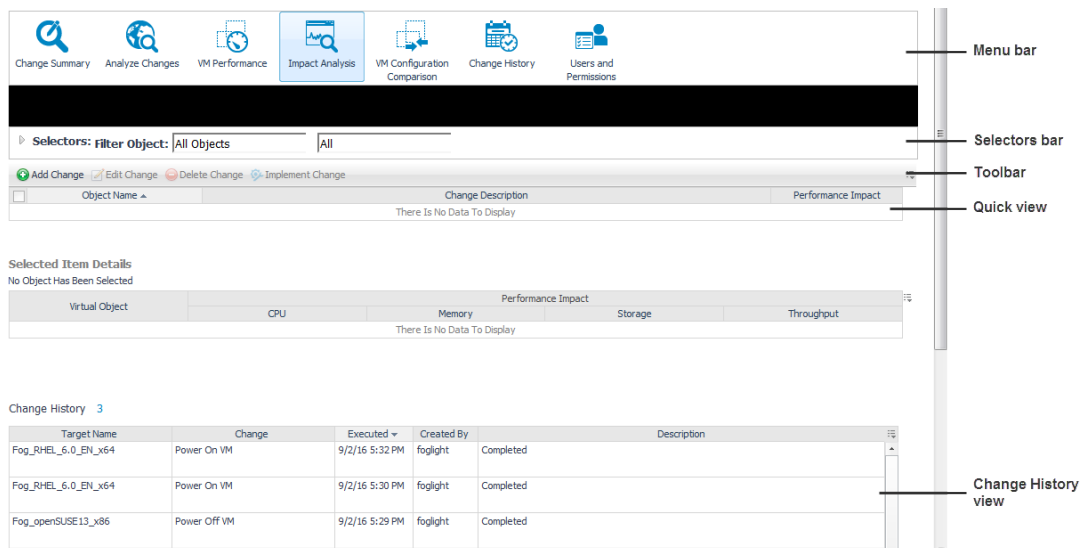 Change Summary
Analyze Changes
VM Performance
Impact Analysis
VM Configuration
Comparison
Change History
Users and
Permissions
Menu bar
Selectors: Filter Object: All Objects All
Selectors bar
Add Change Edit Change Delete Change Implement Change
Toolbar
Object Name Change Description Performance Impact
There Is No Data To Display
Quick view
Selected Item Details
No Object Has Been Selected
Virtual Object
Performance Impact
CPU Memory Storage Throughput
There Is No Data To Display
Change History 3
Target Name Change Executed Created By Description
Fog_RHEL_6.0_EN_x64 Power On VM 9/2/16 5:32 PM foglight Completed
Fog_RHEL_6.0_EN_x64 Power On VM 9/2/16 5:30 PM foglight Completed
Change History
view
Fog_openSUSE13_x86 Power Off VM 9/2/16 5:29 PM foglight Completed